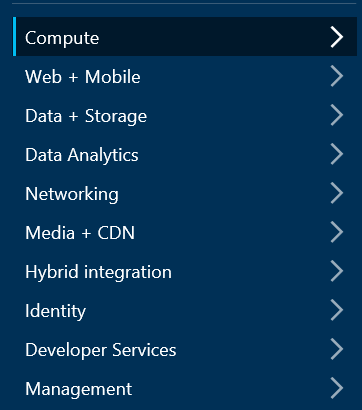 Compute
Web + Mobile
Data + Storage
Data Analytics
Networking
Media + CDN
Hybrid integration
Identity
Developer Services
Management